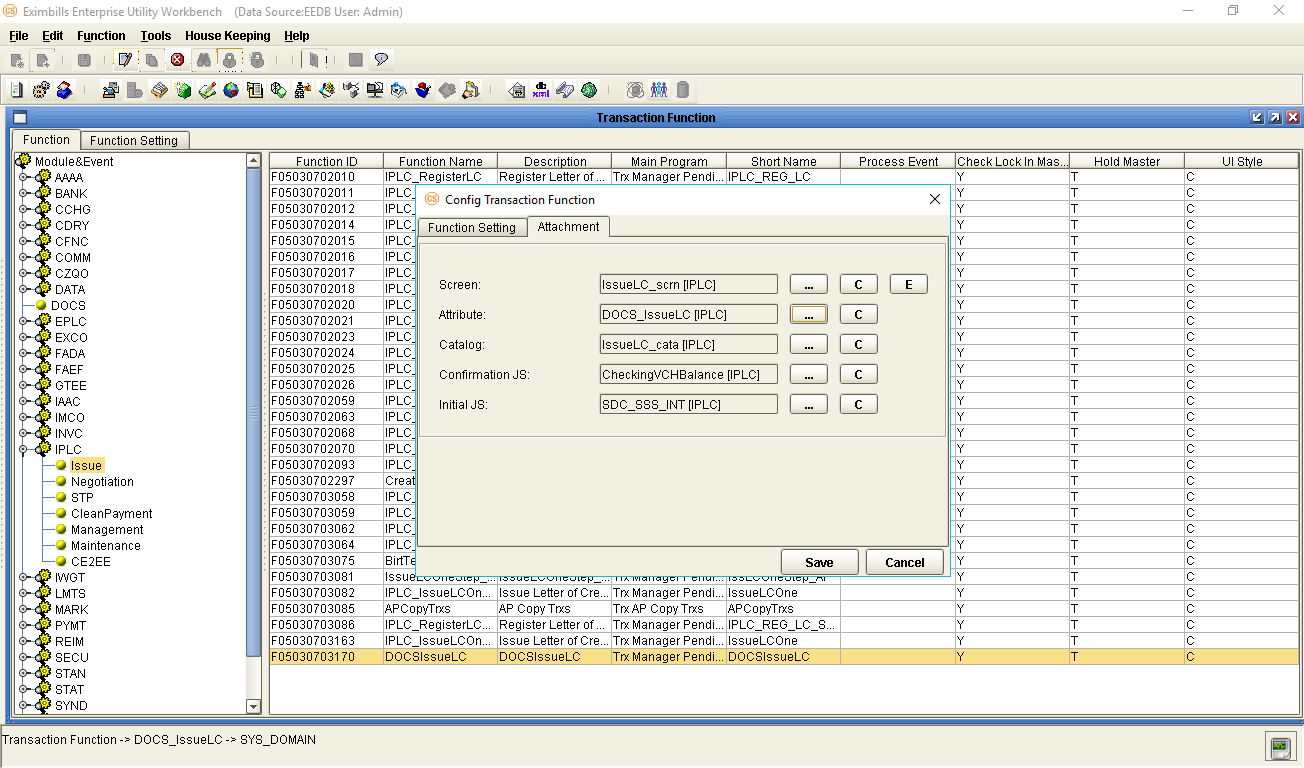 Eximbills Enterprise Utility Workbench (Data Source:EEDB User: Admin)
File Edit Function Tools House Keeping Help
Transaction Function
Function Function Setting
Module&Event
AAAA
BANK
CCHG
CDRY
CFNC
COMM
CZQO
DATA
DOCS
EPLC
EXCO
FADA
FAEF
GTEE
IAAC
IMCO
INVC
IPLC
Issue
Negotiation
STP
CleanPayment
Management
Maintenance
CE2EE
IWGT
LMTS
MARK
PYMT
REIM
SECU
STAN
STAT
SYND
Function ID Function Name Description Main Program Short Name Process Event Check Lock In Mas... Hold Master UI Style
F05030702010 IPLC_RegisterLC Register Letter of ... Trx Manager Pendi... IPLC_REG_LC Y T C
F05030702011 IPLC_ Y T C
F05030702012 IPLC_ Y T C
F05030702014 IPLC_ Y T C
F05030702015 IPLC_ Y T C
F05030702016 IPLC_ Y T C
F05030702017 IPLC_ Y T C
F05030702018 IPLC_ Y T C
F05030702020 IPLC_ Y T C
F05030702021 IPLC_ Y T C
F05030702023 IPLC_ Y T C
F05030702024 IPLC_ Y T C
F05030702025 IPLC_ Y T C
F05030702026 IPLC_ Y T C
F05030702059 IPLC_ Y T C
F05030702063 IPLC_ Y T C
F05030702068 IPLC_ Y T C
F05030702070 IPLC_ Y T C
F05030702093 IPLC_ Y T C
F05030702297 Creat Y T C
F05030703058 IPLC_ Y T C
F05030703059 IPLC_ Y T C
F05030703062 IPLC_ Y T C
F05030703064 IPLC_ Y T C
F05030703075 BirtTe Y T C
F05030703081 IssueLCOneStep_... IssueLCOneStep_... Trx Manager Pendi... IssLCOneStep_AP Y T C
F05030703082 IPLC_IssueLCOn... Issue Letter of Cre... Trx Manager Pendi... IssueLCOne Y T C
F05030703085 APCopyTrxs AP Copy Trxs Trx AP Copy Trxs APCopyTrxs Y T C
F05030703086 IPLC_RegisterLC... Register Letter of ... Trx Manager Pendi... IPLC_REG_LC_S... Y T C
F05030703163 IPLC_IssueLCOn... Issue Letter of Cre... Trx Manager Pendi... IssueLCOne Y T C
F05030703170 DOCSIssueLC DOCSIssueLC Trx Manager Pendi... DOCSIssueLC Y T C
Config Transaction Function
Function Setting Attachment
Screen: IssueLC_scrn [IPLC] ... C E
Attribute: DOCS_IssueLC [IPLC] ... C
Catalog: IssueLC_cata [IPLC] ... C
Confirmation JS: CheckingVCHBalance [IPLC] ... C
Initial JS: SDC_SSS_INT [IPLC] ... C
Save Cancel
Transaction Function -> DOCS_IssueLC -> SYS_DOMAIN